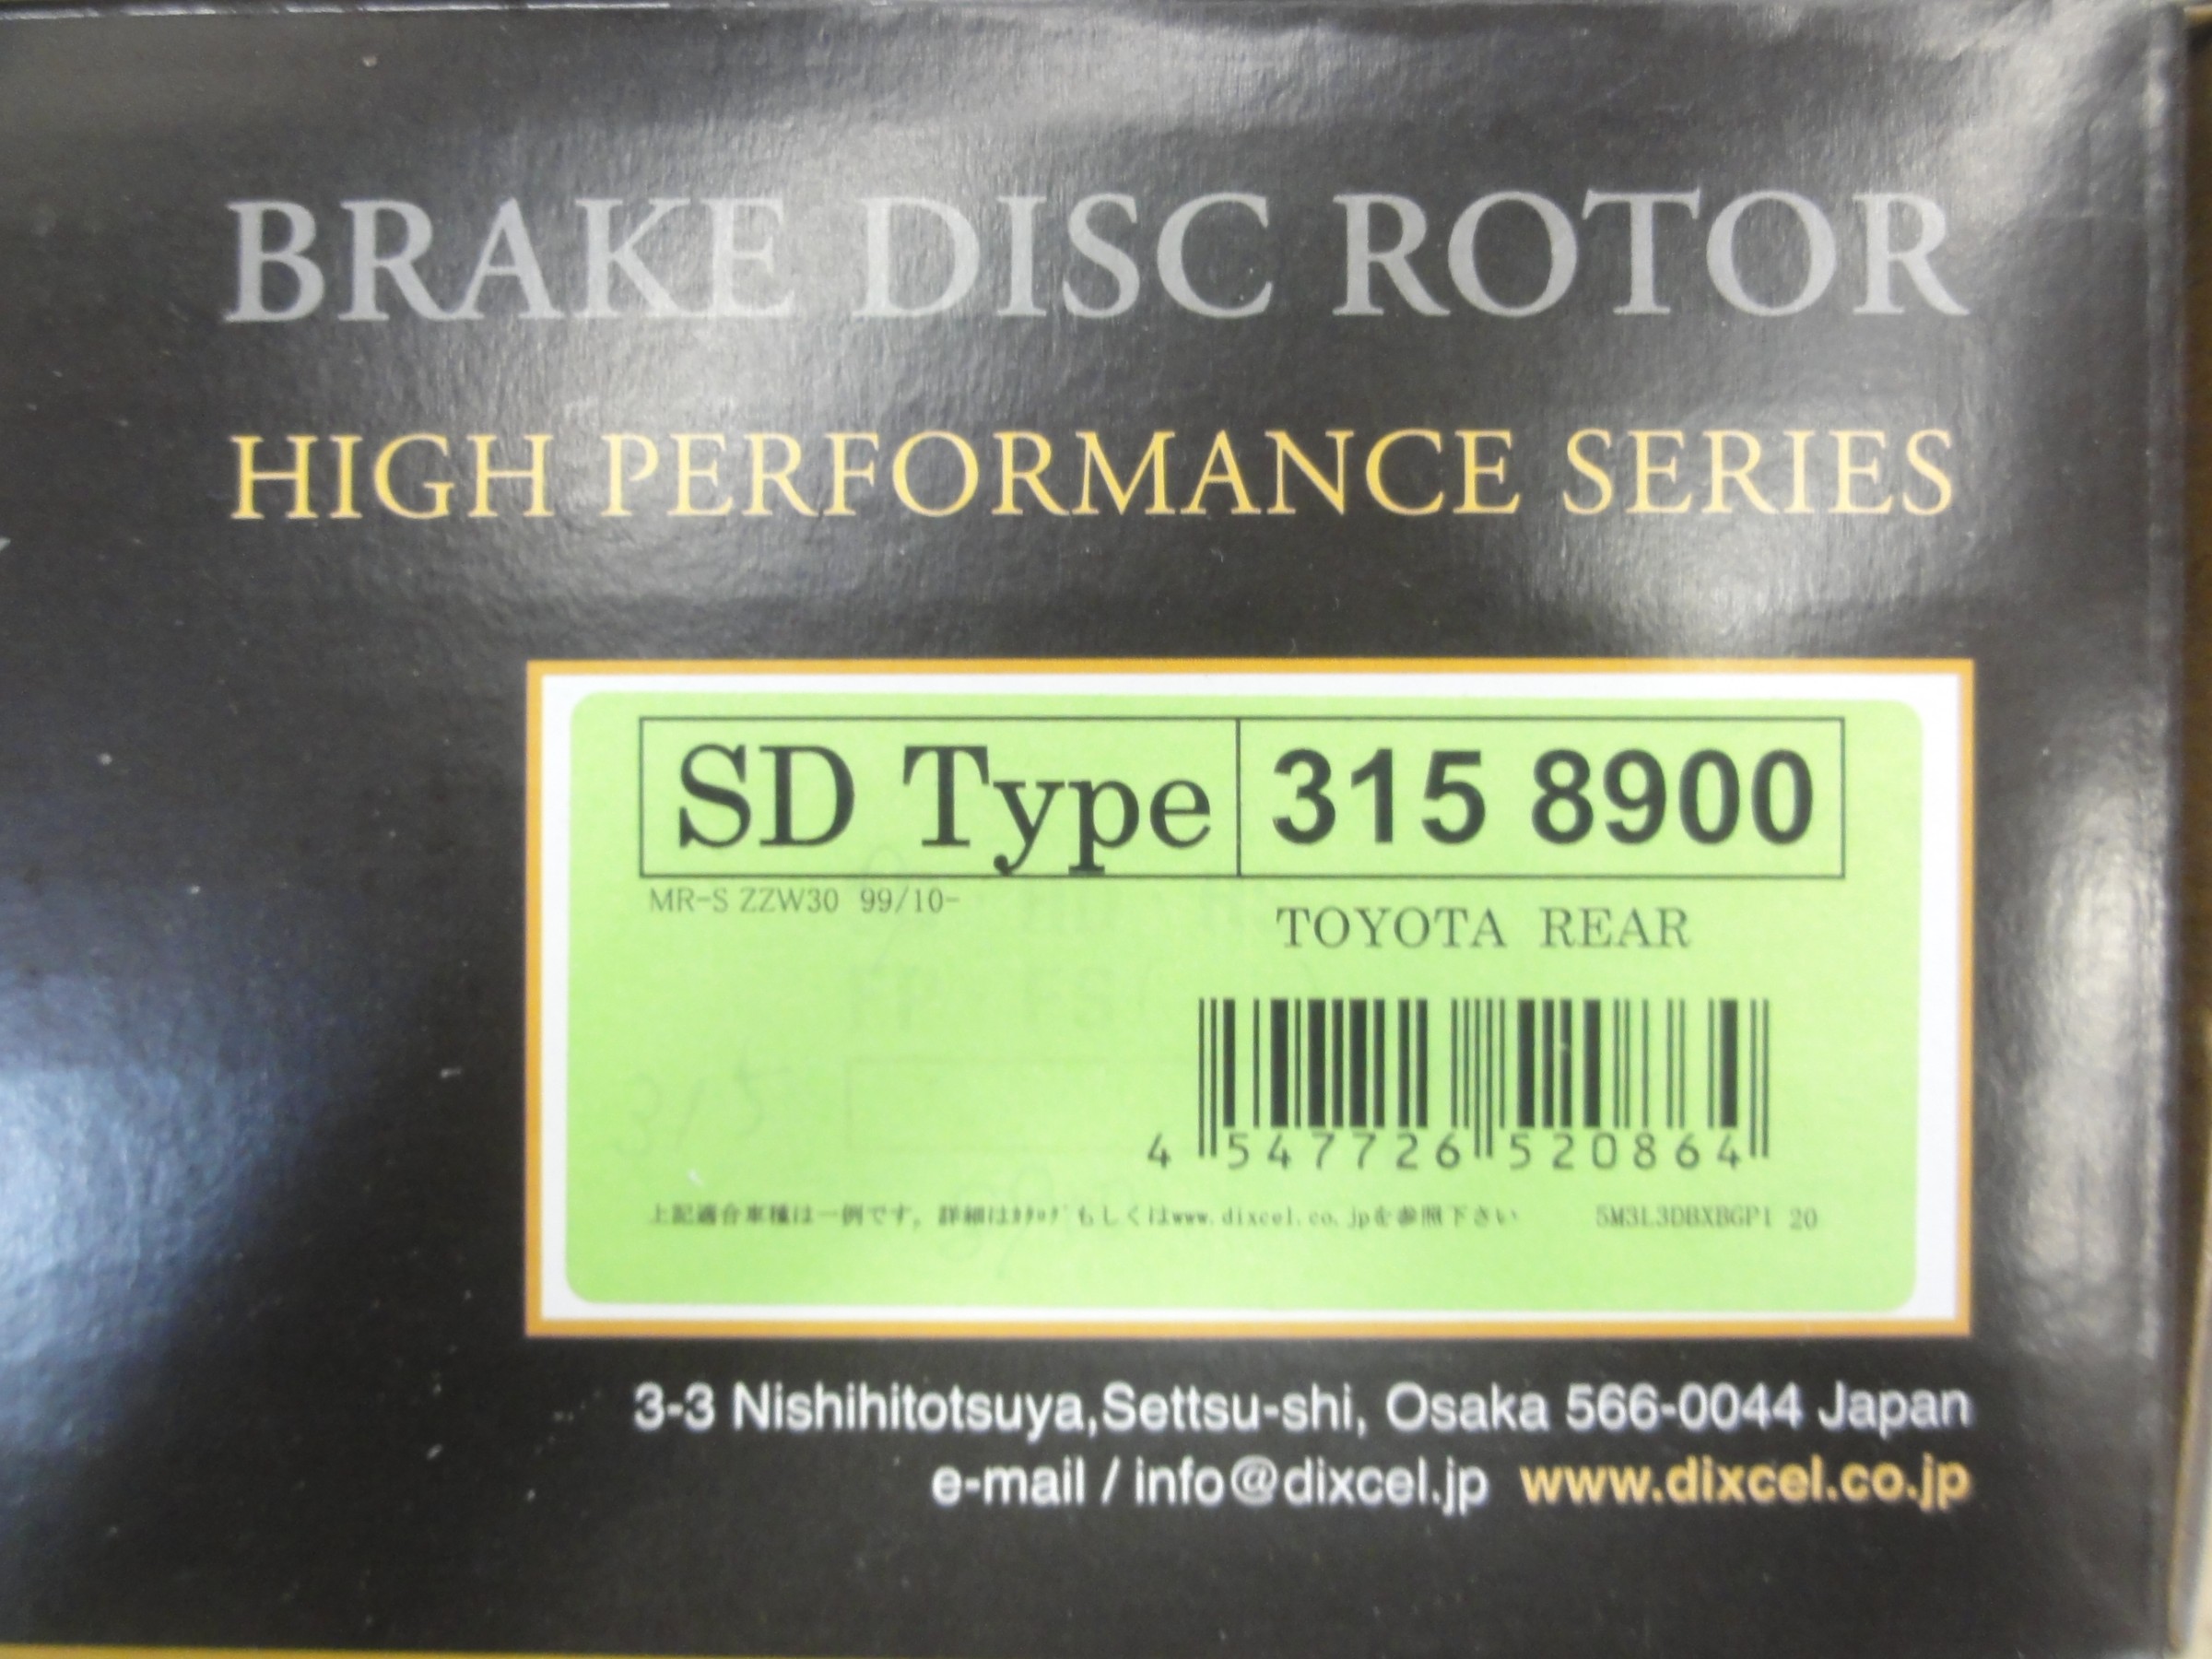 BRAKE DISC ROTOR
HIGH PERFORMANCE SERIES
SD Type 315 8900
MR-S ZZW30 99/10-
TOYOTA REAR
4 547726 520864
上記適合車種は一例です。詳細はｶﾀﾛｸﾞもしくはwww.dixcel.co.jpを参照下さい 5M3L3DBXBGP1 20
3-3 Nishihitotsuya,Settsu-shi, Osaka 566-0044 Japan
e-mail / info@dixcel.jp www.dixcel.co.jp